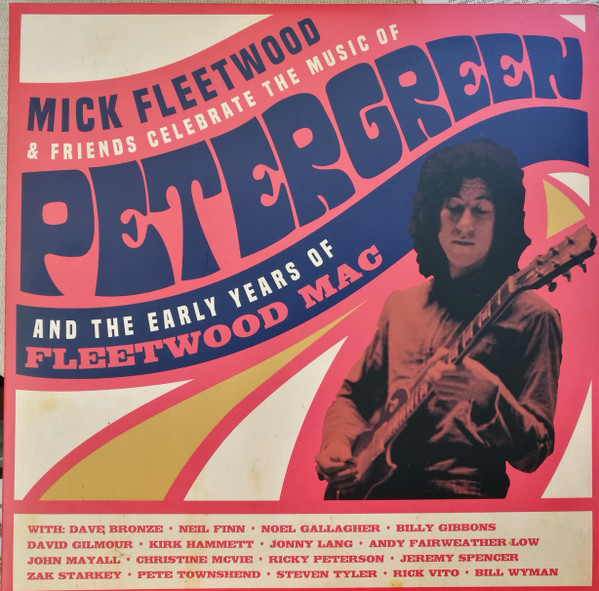 MICK FLEETWOOD
& FRIENDS CELEBRATE THE MUSIC OF
PETER GREEN
AND THE EARLY YEARS OF
FLEETWOOD MAC
WITH: DAVE BRONZE · NEIL FINN · NOEL GALLAGHER · BILLY GIBBONS
DAVID GILMOUR · KIRK HAMMETT · JONNY LANG · ANDY FAIRWEATHER LOW
JOHN MAYALL · CHRISTINE MCVIE · RICKY PETERSON · JEREMY SPENCER
ZAK STARKEY · PETE TOWNSHEND · STEVEN TYLER · RICK VITO · BILL WYMAN